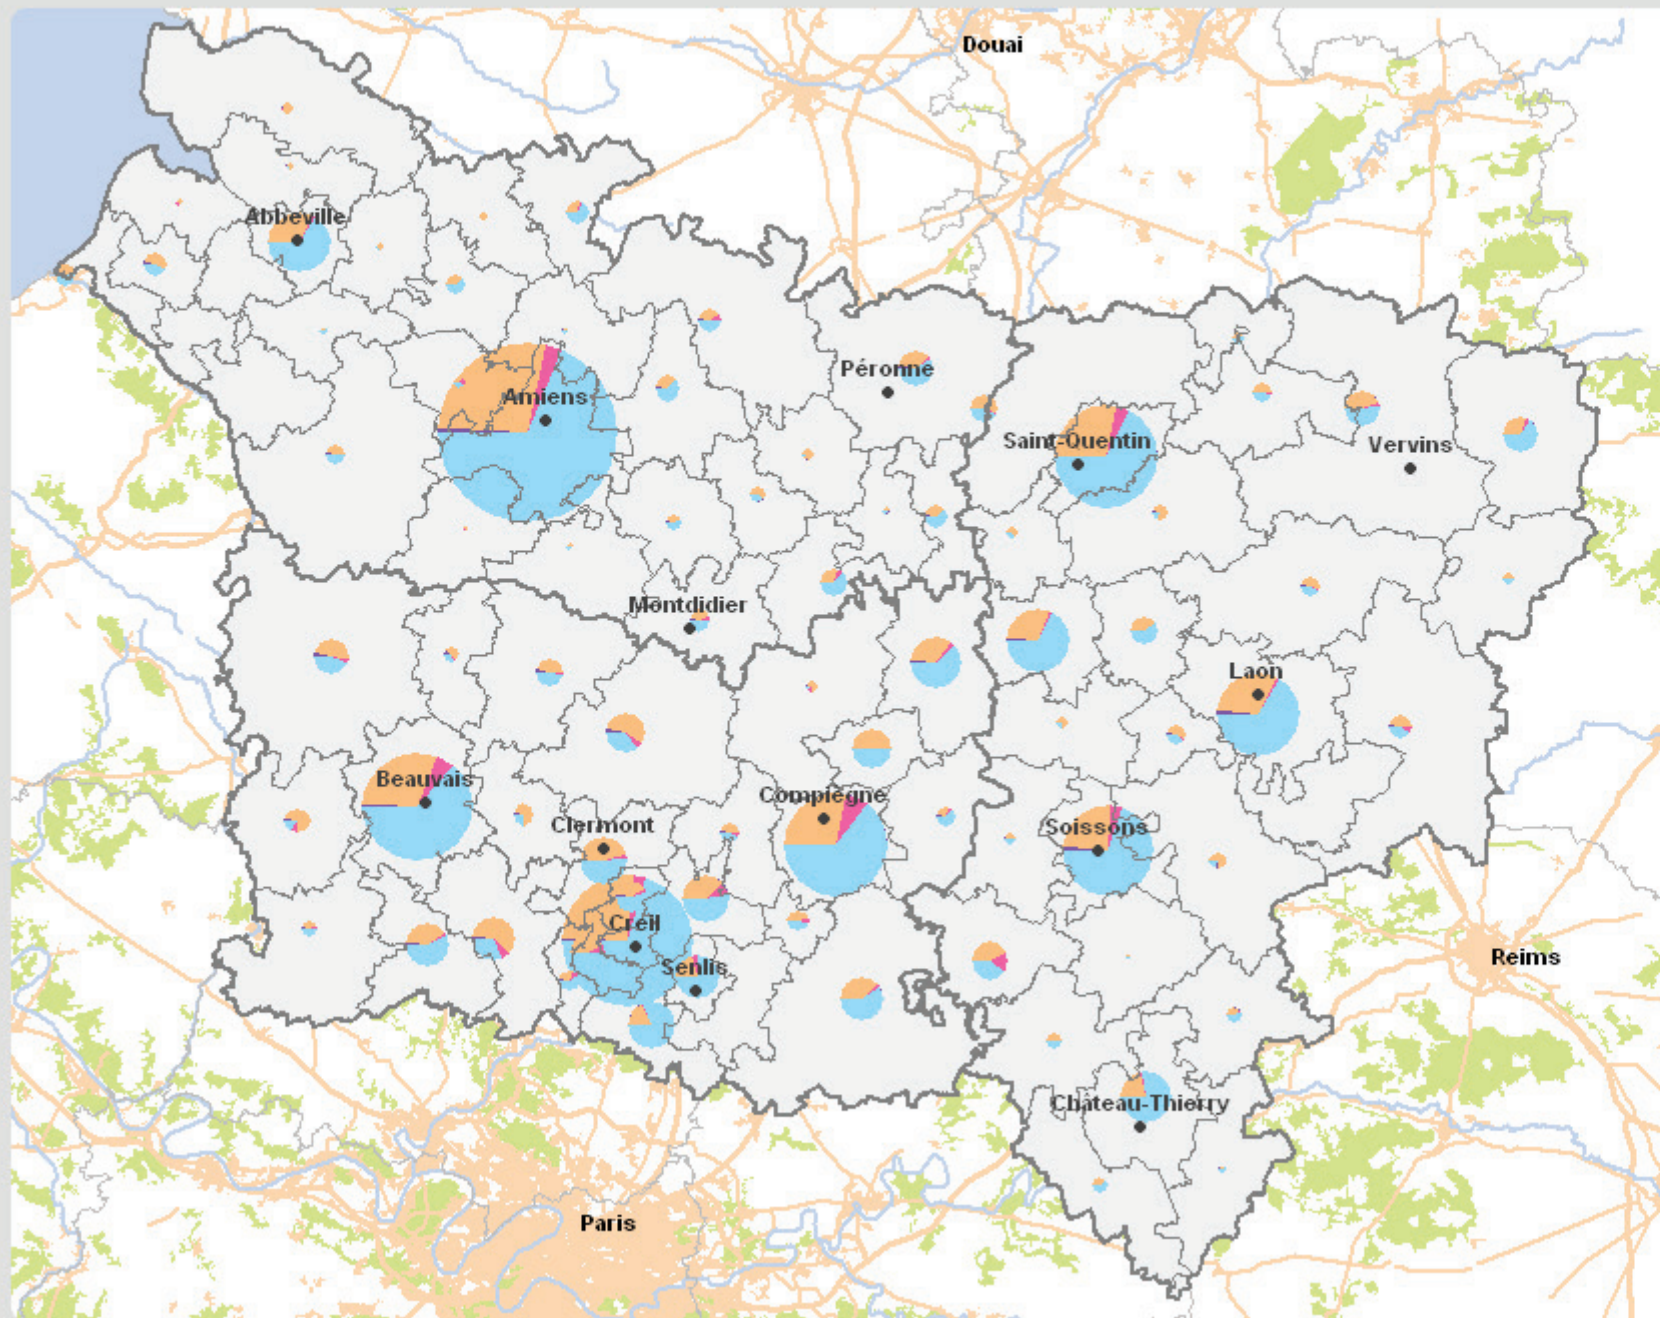 Douai
Abbeville
Péronne
Amiens
Saint-Quentin
Vervins
Montdidier
Laon
Beauvais
Compiègne
Clermont
Soissons
Creil
Senlis
Reims
Château-Thierry
Paris